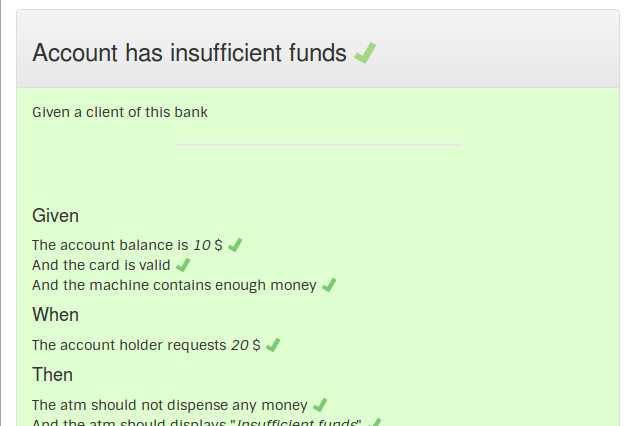 Account has insufficient funds
Given a client of this bank
Given
The account balance is 10 $
And the card is valid
And the machine contains enough money
When
The account holder requests 20 $
Then
The atm should not dispense any money
And the atm should displays "Insufficient funds"